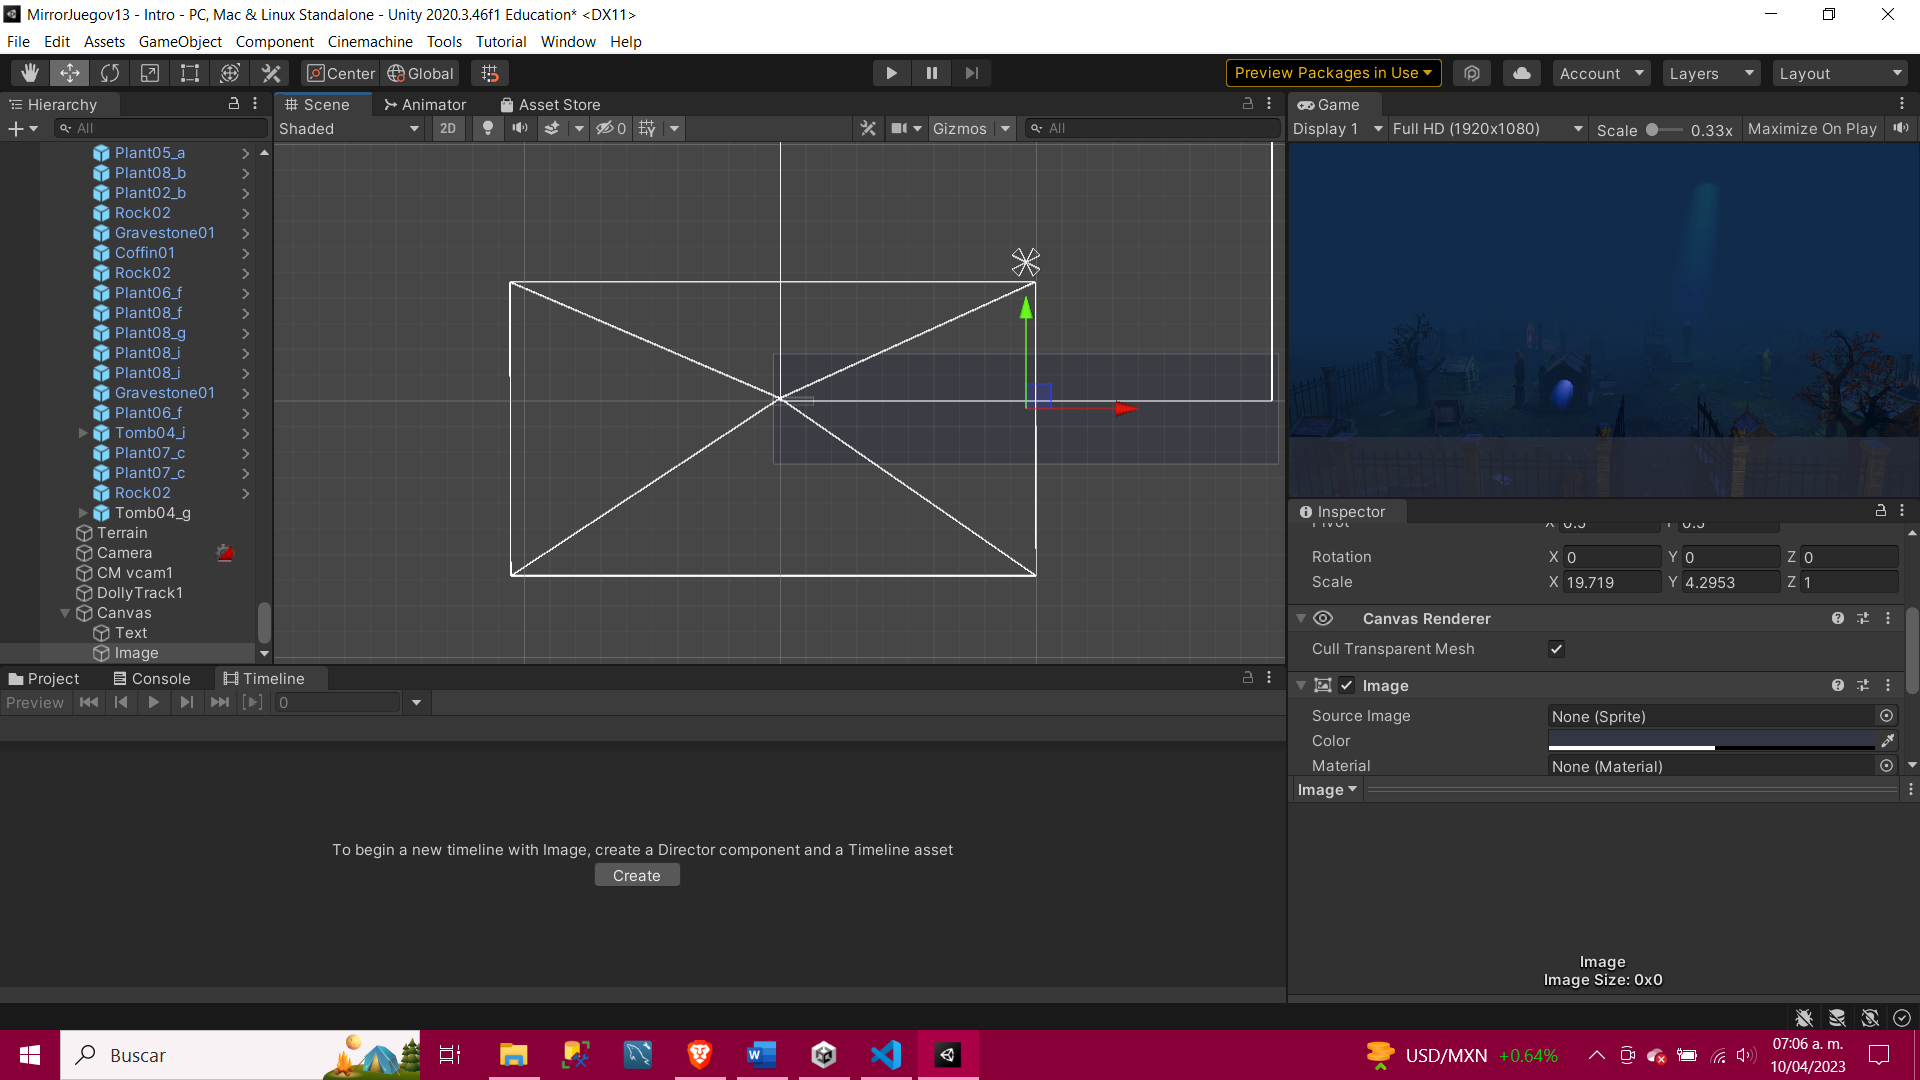 MirrorJuegov13 - Intro - PC, Mac & Linux Standalone - Unity 2020.3.46f1 Education* <DX11>
File Edit Assets GameObject Component Cinemachine Tools Tutorial Window Help
Center Global Preview Packages in Use Account Layers Layout
Hierarchy Scene Animator Asset Store Game
All Shaded 2D 0 Gizmos All Display 1 Full HD (1920x1080) Scale 0.33x Maximize On Play
Plant05_a
Plant08_b
Plant02_b
Rock02
Gravestone01
Coffin01
Rock02
Plant06_f
Plant08_f
Plant08_g
Plant08_i
Plant08_i
Gravestone01
Plant06_f
Tomb04_i
Plant07_c
Plant07_c
Rock02
Tomb04_g
Terrain
Camera
CM vcam1
DollyTrack1
Canvas
Text
Image
Inspector
Pivot X 0.5 Y 0.5
Rotation X 0 Y 0 Z 0
Scale X 19.719 Y 4.2953 Z 1
Canvas Renderer
Cull Transparent Mesh
Image
Source Image None (Sprite)
Color
Material None (Material)
Image
Image
Image Size: 0x0
Project Console Timeline
Preview 0
To begin a new timeline with Image, create a Director component and a Timeline asset
Create
Buscar
USD/MXN +0.64%
07:06 a. m.
10/04/2023